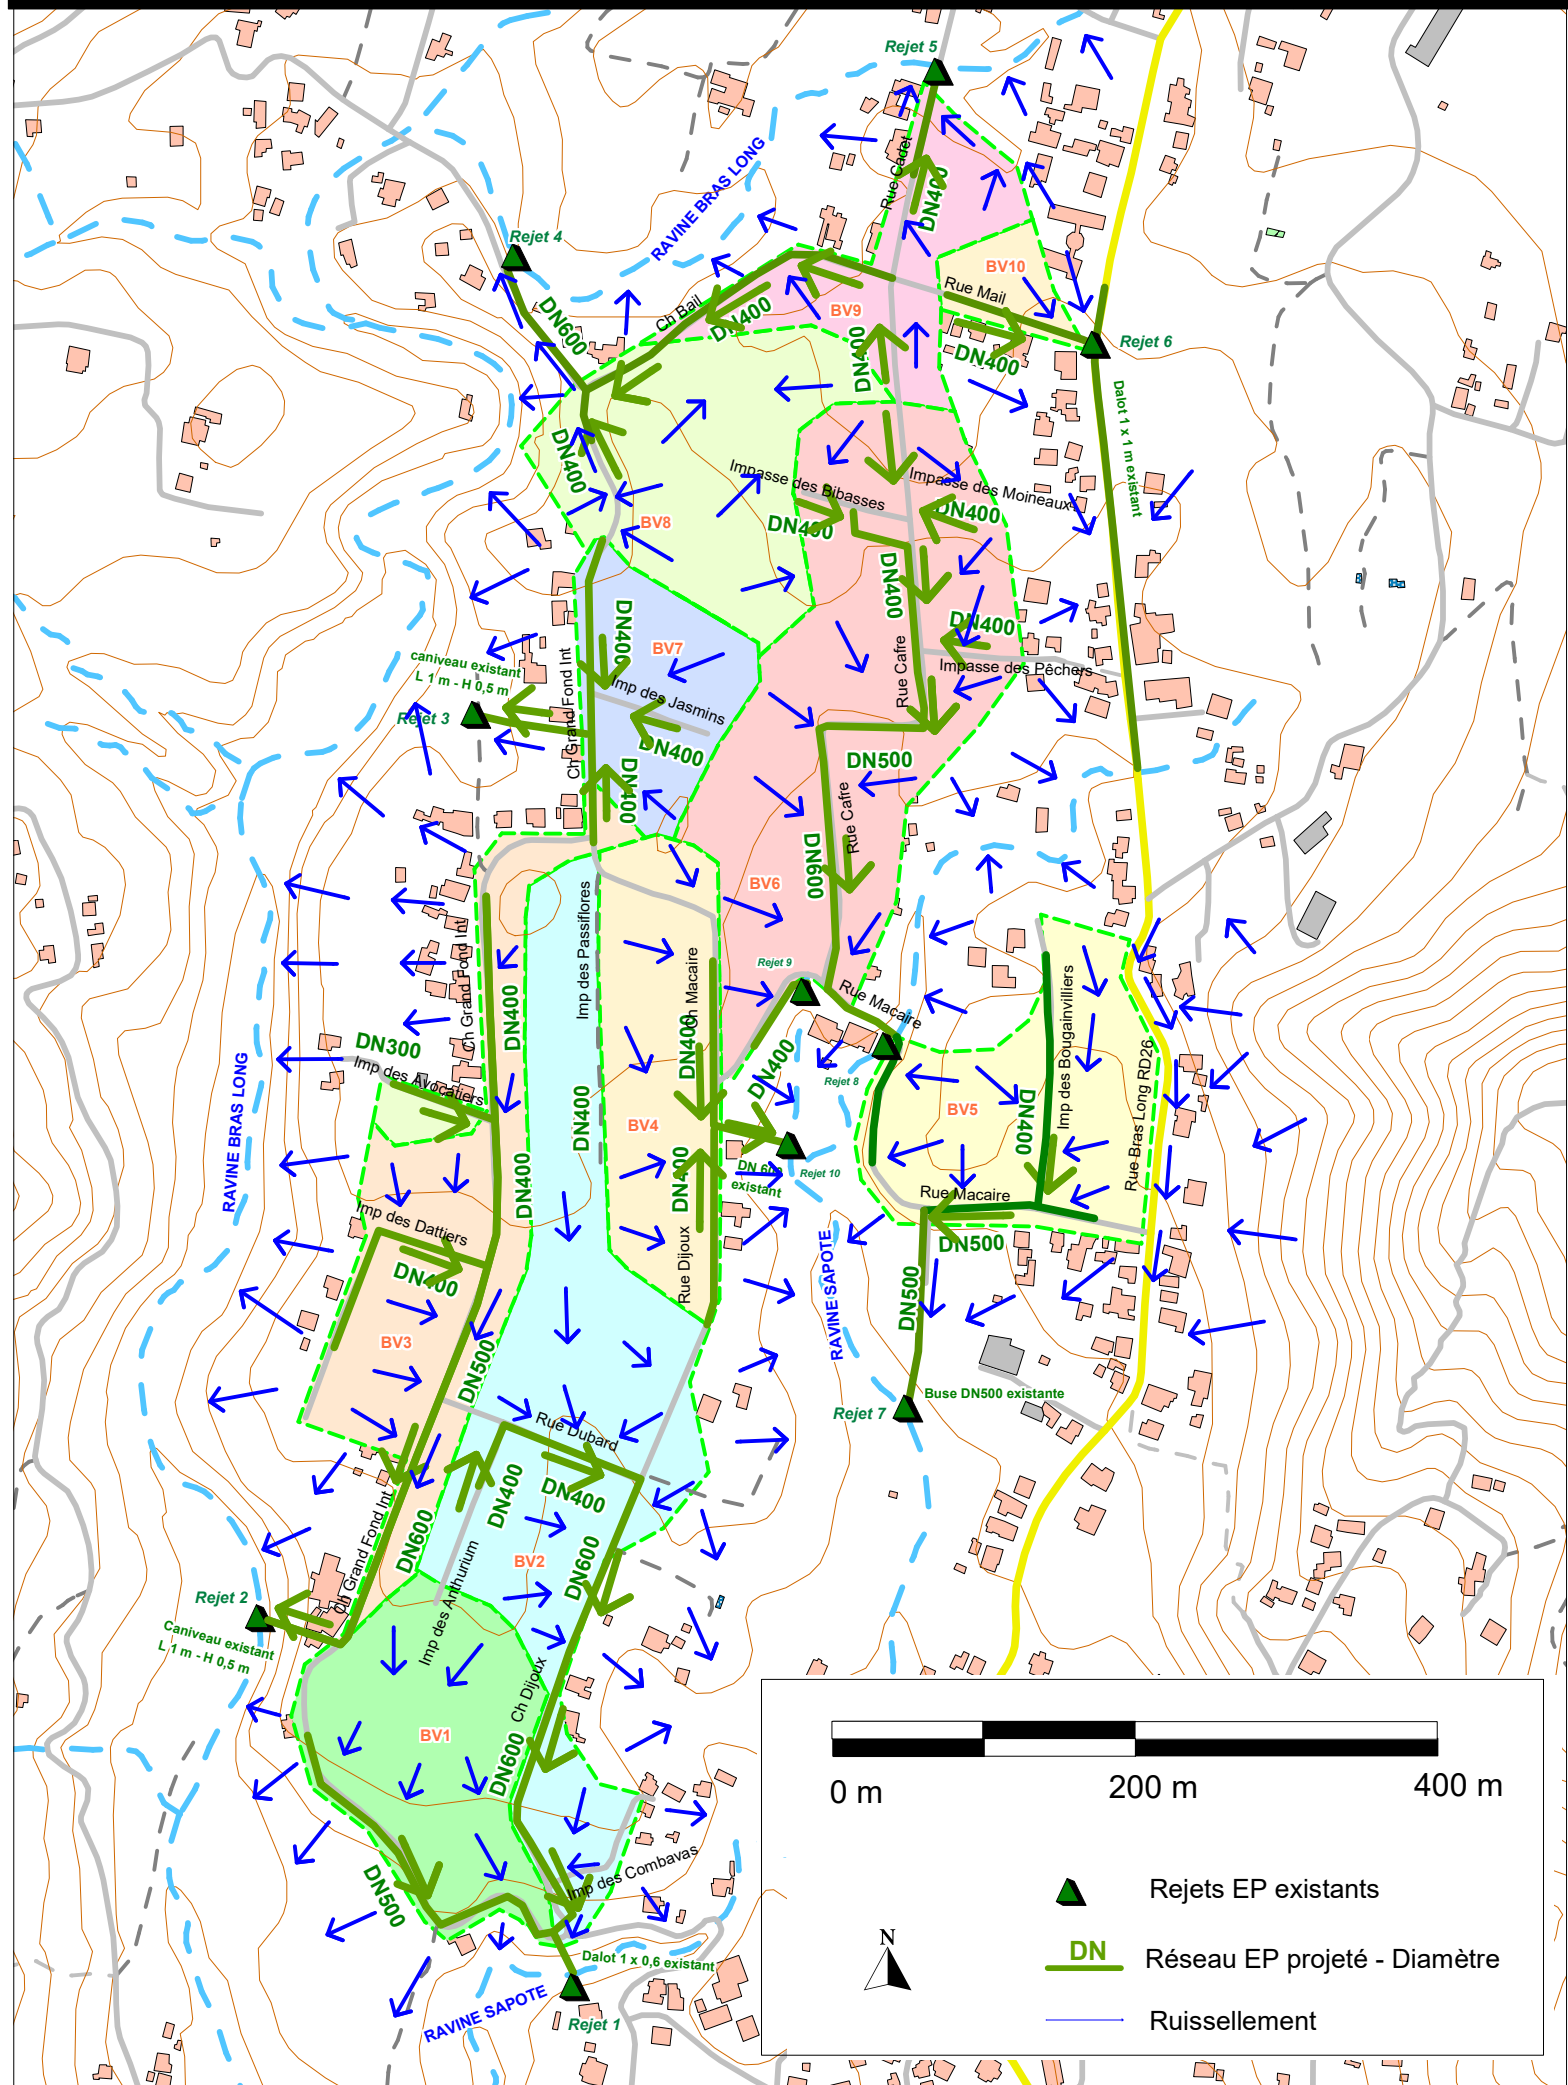 Rejet 5
RAVINE BRAS LONG
Rue Cadet
DN400
Rejet 4
BV10
Rue Mail
DN600
Ch Bail
DN400
BV9
DN400
DN400
Rejet 6
Dalot 1 x 1 m existant
DN400
Impasse des Bibasses
Impasse des Moineaux
DN400
DN400
BV8
DN400
DN400
BV7
DN400
Rue Cafre
Impasse des Pêchers
caniveau existant
L 1 m - H 0,5 m
Ch Grand Fond Int
Imp des Jasmins
Rejet 3
DN400
DN400
DN500
Rue Cafre
DN600
BV6
Imp des Passiflores
Ch Grand Fond Int
Ch Macaire
Rejet 9
Rue Macaire
DN400
DN400
DN400
Rejet 8
Imp des Bougainvilliers
Rue Bras Long RD26
DN300
Imp des Avocatiers
RAVINE BRAS LONG
DN400
BV4
BV5
DN400
DN 600
existant
Rejet 10
DN400
DN400
Rue Macaire
Imp des Dattiers
DN400
Rue Dijoux
RAVINE SAPOTE
DN500
DN500
BV3
DN500
Buse DN500 existante
Rejet 7
Rue Dubard
DN400
DN400
Ch Grand Fond Int
DN600
BV2
DN600
Imp des Anthurium
Rejet 2
Caniveau existant
L 1 m - H 0,5 m
Ch Dijoux
BV1
DN600
DN500
Imp des Combavas
Dalot 1 x 0,6 existant
RAVINE SAPOTE
Rejet 1
0 m
200 m
400 m
Rejets EP existants
N
DN
Réseau EP projeté - Diamètre
Ruissellement